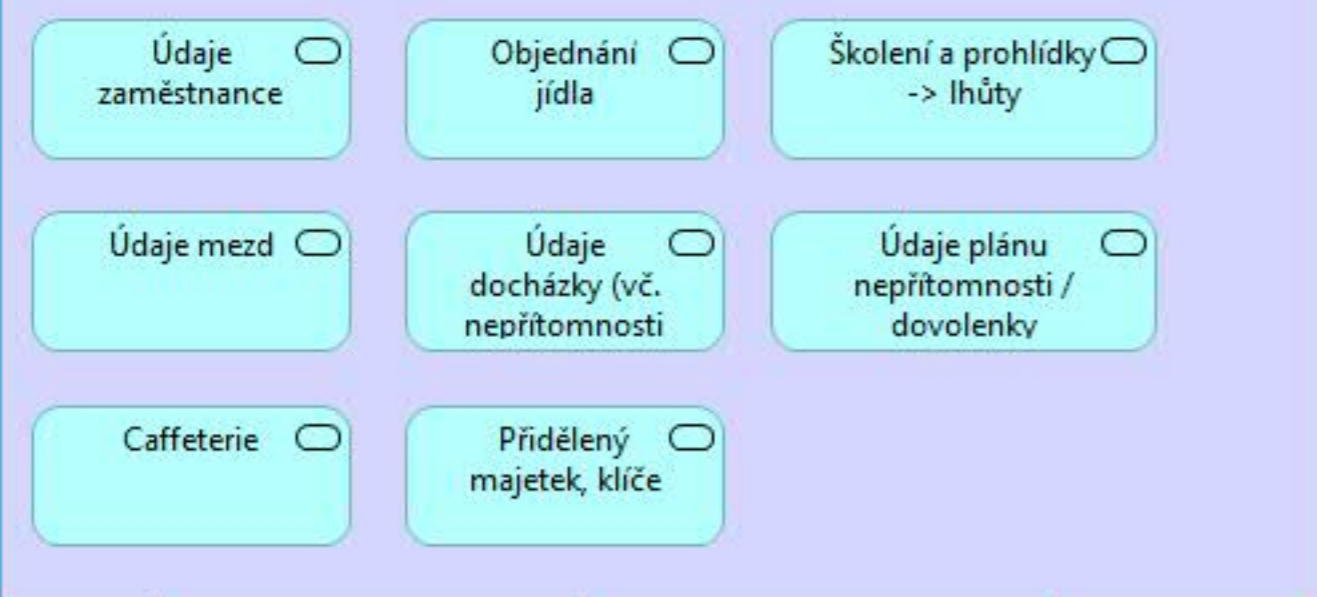 Údaje
zaměstnance
Objednání
jídla
Školení a prohlídky
-> lhůty
Údaje mezd
Údaje
docházky (vč.
nepřítomnosti
Údaje plánu
nepřítomnosti /
dovolenky
Caffeterie
Přidělený
majetek, klíče